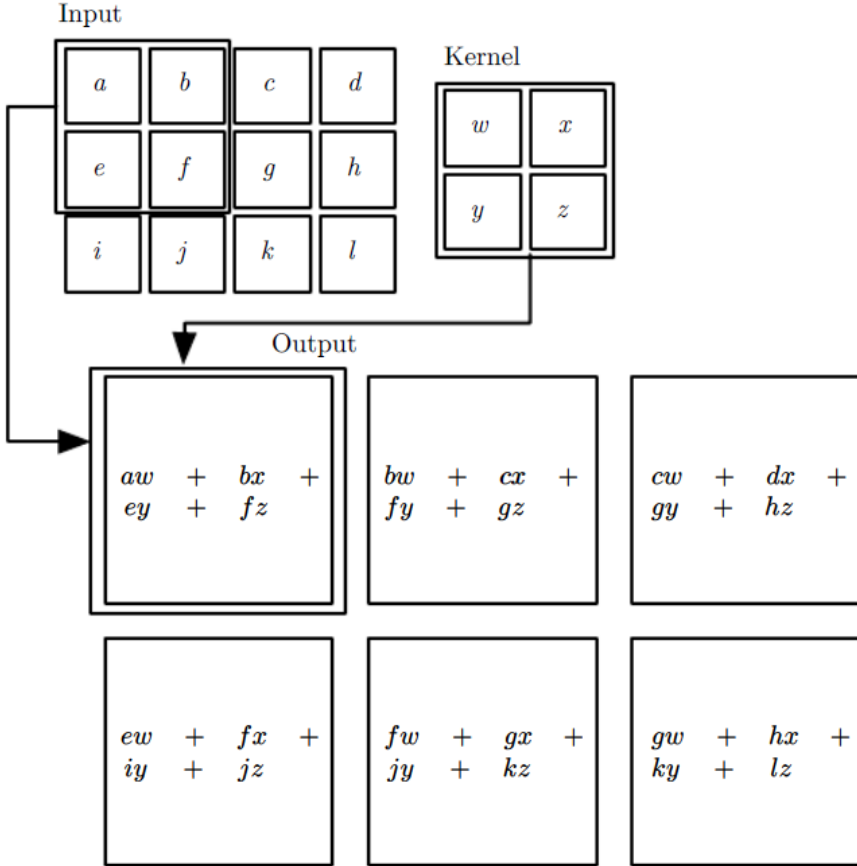 Input
a b c d
Kernel
w x
e f g h
y z
i j k l
Output
aw + bx +
ey + fz
bw + cx +
fy + gz
cw + dx +
gy + hz
ew + fx +
iy + jz
fw + gx +
jy + kz
gw + hx +
ky + lz